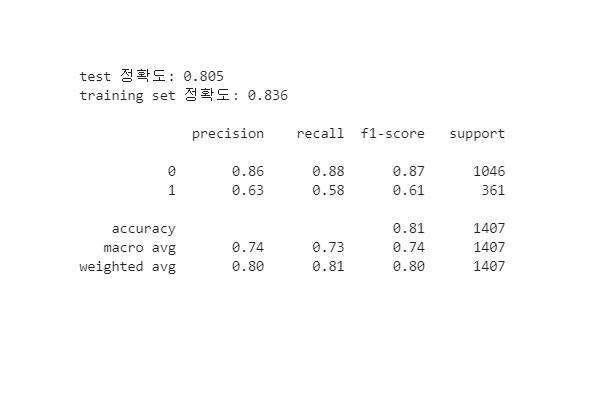 test 정확도: 0.805
training set 정확도: 0.836
precision recall f1-score support
0 0.86 0.88 0.87 1046
1 0.63 0.58 0.61 361
accuracy 0.81 1407
macro avg 0.74 0.73 0.74 1407
weighted avg 0.80 0.81 0.80 1407